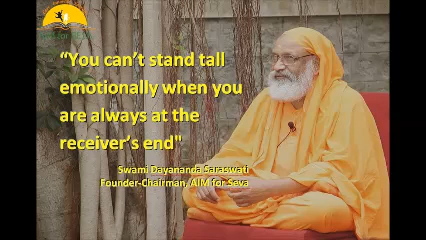 “You can’t stand tall
emotionally when you
are always at the
receiver’s end"
Swami Dayananda Saraswati
Founder-Chairman, AIM for Seva